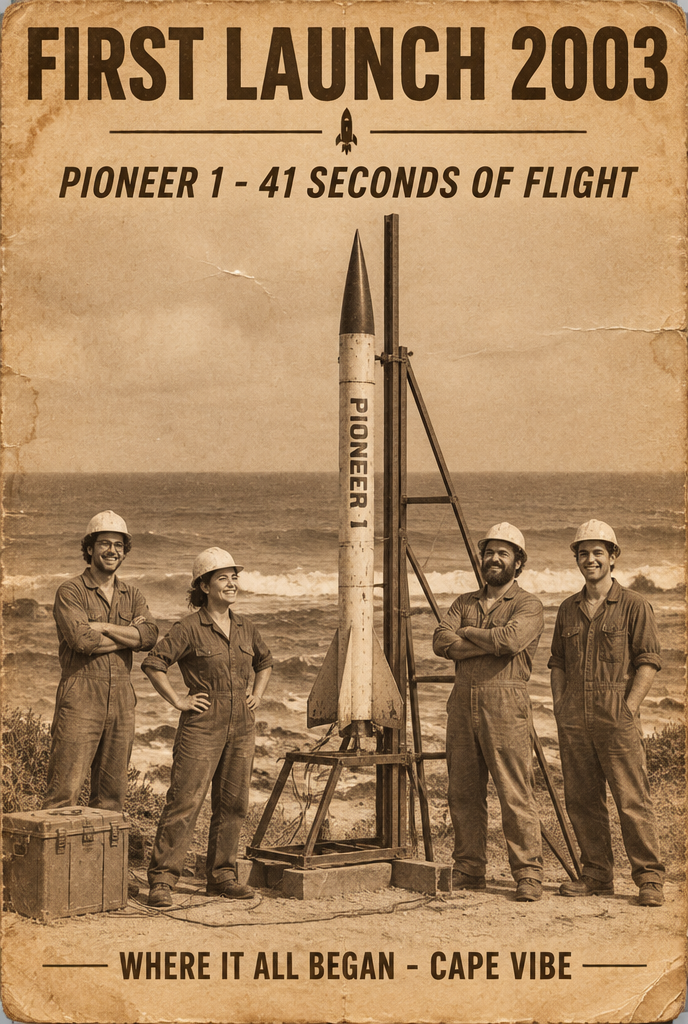 FIRST LAUNCH 2003
PIONEER 1 - 41 SECONDS OF FLIGHT
PIONEER 1
WHERE IT ALL BEGAN - CAPE VIBE